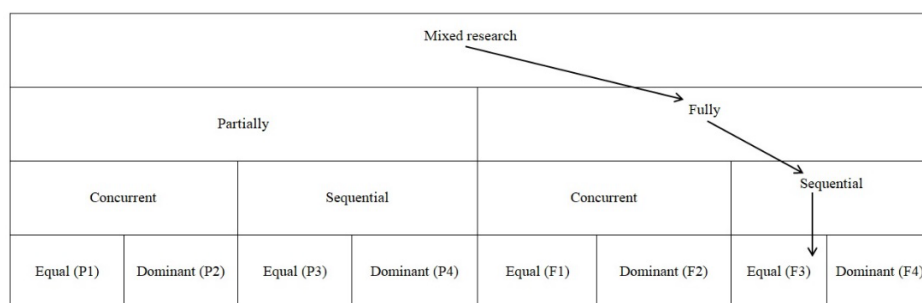 Mixed research
Partially Fully
Concurrent Sequential Concurrent Sequential
Equal (P1) Dominant (P2) Equal (P3) Dominant (P4) Equal (F1) Dominant (F2) Equal (F3) Dominant (F4)